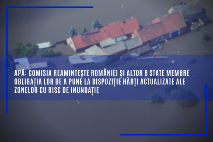 APĂ: COMISIA REAMINTEȘTE ROMÂNIEI ȘI ALTOR 8 STATE MEMBRE
OBLIGAȚIA LOR DE A PUNE LA DISPOZIȚIE HĂRȚI ACTUALIZATE ALE
ZONELOR CU RISC DE INUNDAȚIE